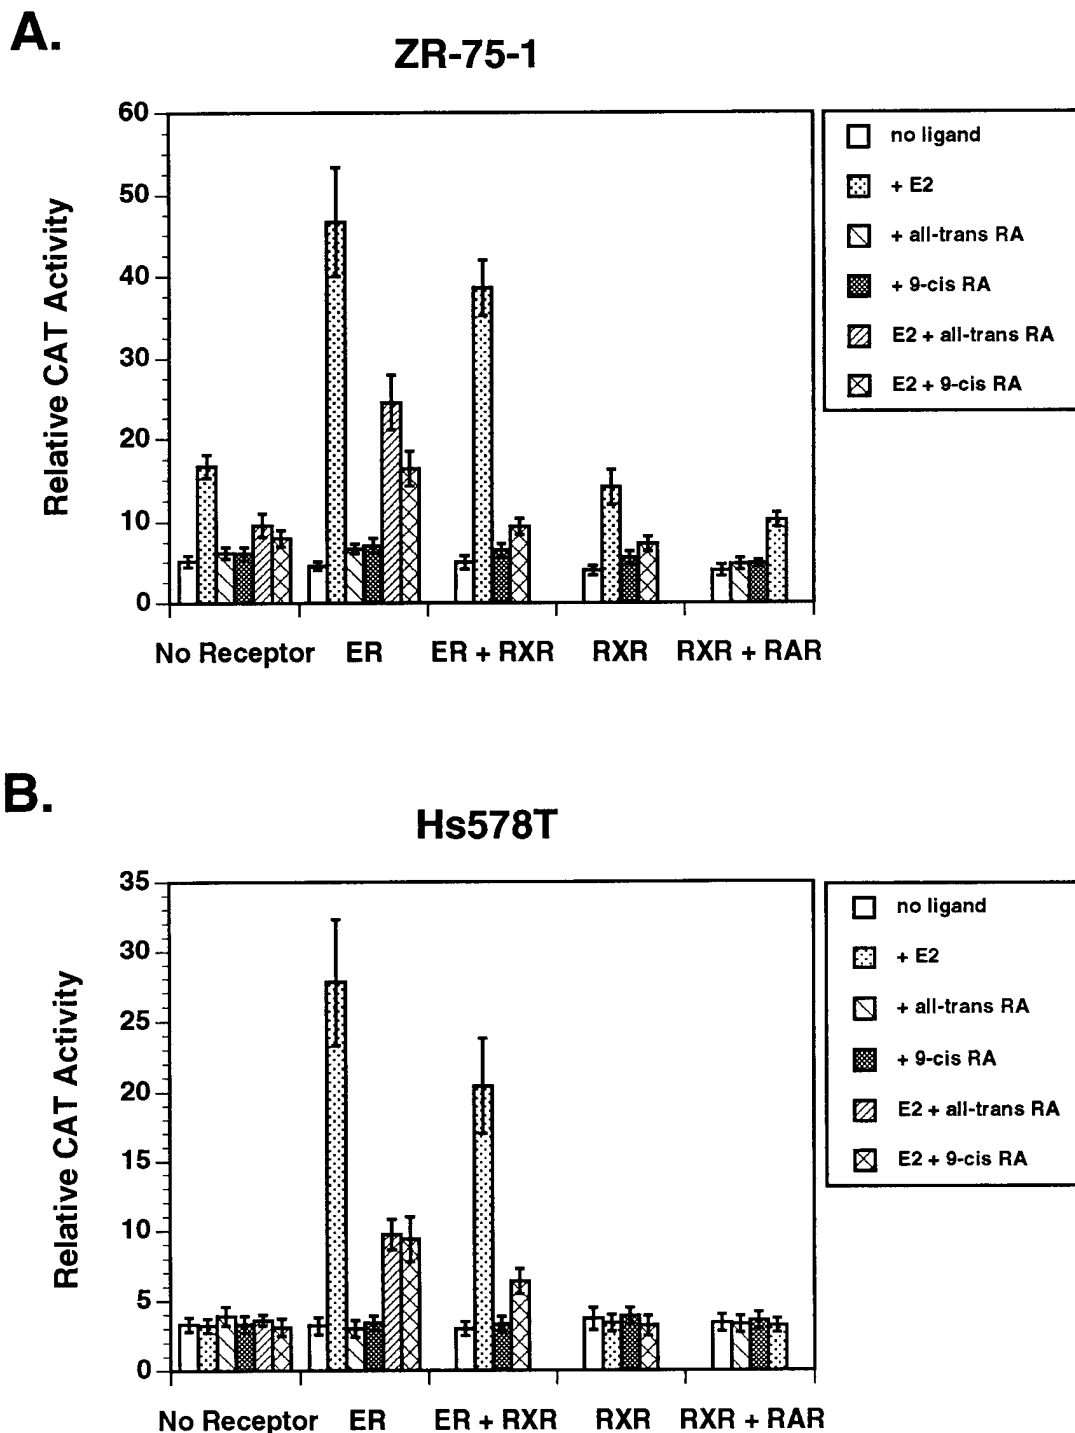 A.
ZR-75-1
60
50
40
30
20
10
0
Relative CAT Activity
No Receptor ER ER + RXR RXR RXR + RAR
no ligand
+ E2
+ all-trans RA
+ 9-cis RA
E2 + all-trans RA
E2 + 9-cis RA
B.
Hs578T
35
30
25
20
15
10
5
0
Relative CAT Activity
No Receptor ER ER + RXR RXR RXR + RAR
no ligand
+ E2
+ all-trans RA
+ 9-cis RA
E2 + all-trans RA
E2 + 9-cis RA